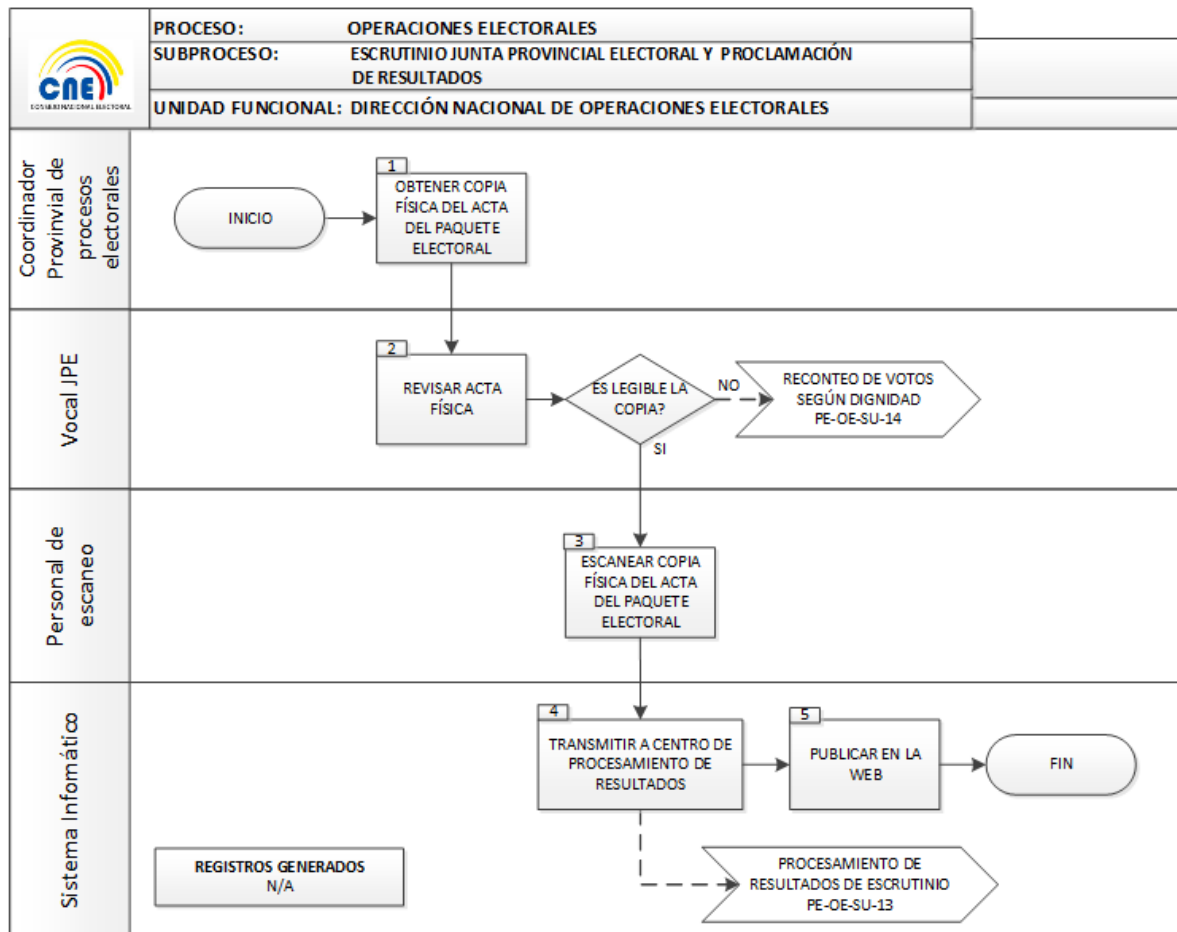 CNE
CONSEJO NACIONAL ELECTORAL
PROCESO: OPERACIONES ELECTORALES
SUBPROCESO: ESCRUTINIO JUNTA PROVINCIAL ELECTORAL Y PROCLAMACIÓN
DE RESULTADOS
UNIDAD FUNCIONAL: DIRECCIÓN NACIONAL DE OPERACIONES ELECTORALES
Coordinador
Provinvial de
procesos
electorales
INICIO
1
OBTENER COPIA
FÍSICA DEL ACTA
DEL PAQUETE
ELECTORAL
Vocal JPE
2
REVISAR ACTA
FÍSICA
ES LEGIBLE LA
COPIA?
NO
RECONTEO DE VOTOS
SEGÚN DIGNIDAD
PE-OE-SU-14
SI
Personal de
escaneo
3
ESCANEAR COPIA
FÍSICA DEL ACTA
DEL PAQUETE
ELECTORAL
Sistema Infomático
4
TRANSMITIR A CENTRO DE
PROCESAMIENTO DE
RESULTADOS
5
PUBLICAR EN LA
WEB
FIN
REGISTROS GENERADOS
N/A
PROCESAMIENTO DE
RESULTADOS DE ESCRUTINIO
PE-OE-SU-13